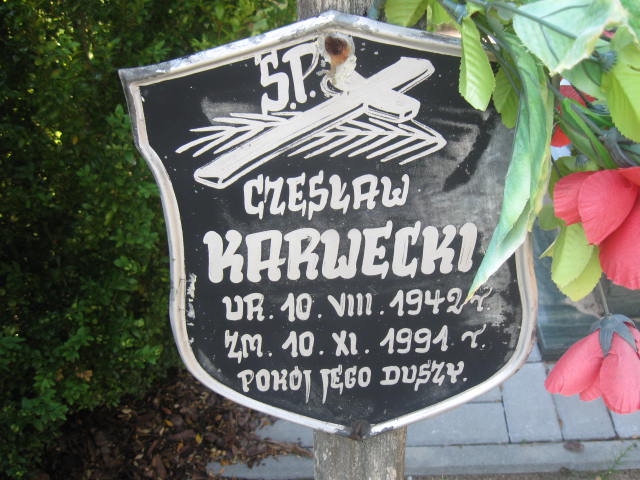 Ś.P.
CZESŁAW
KARWECKI
UR. 10. VIII. 1942 r.
ZM. 10. XI. 1991 r.
POKÓJ JEGO DUSZY.